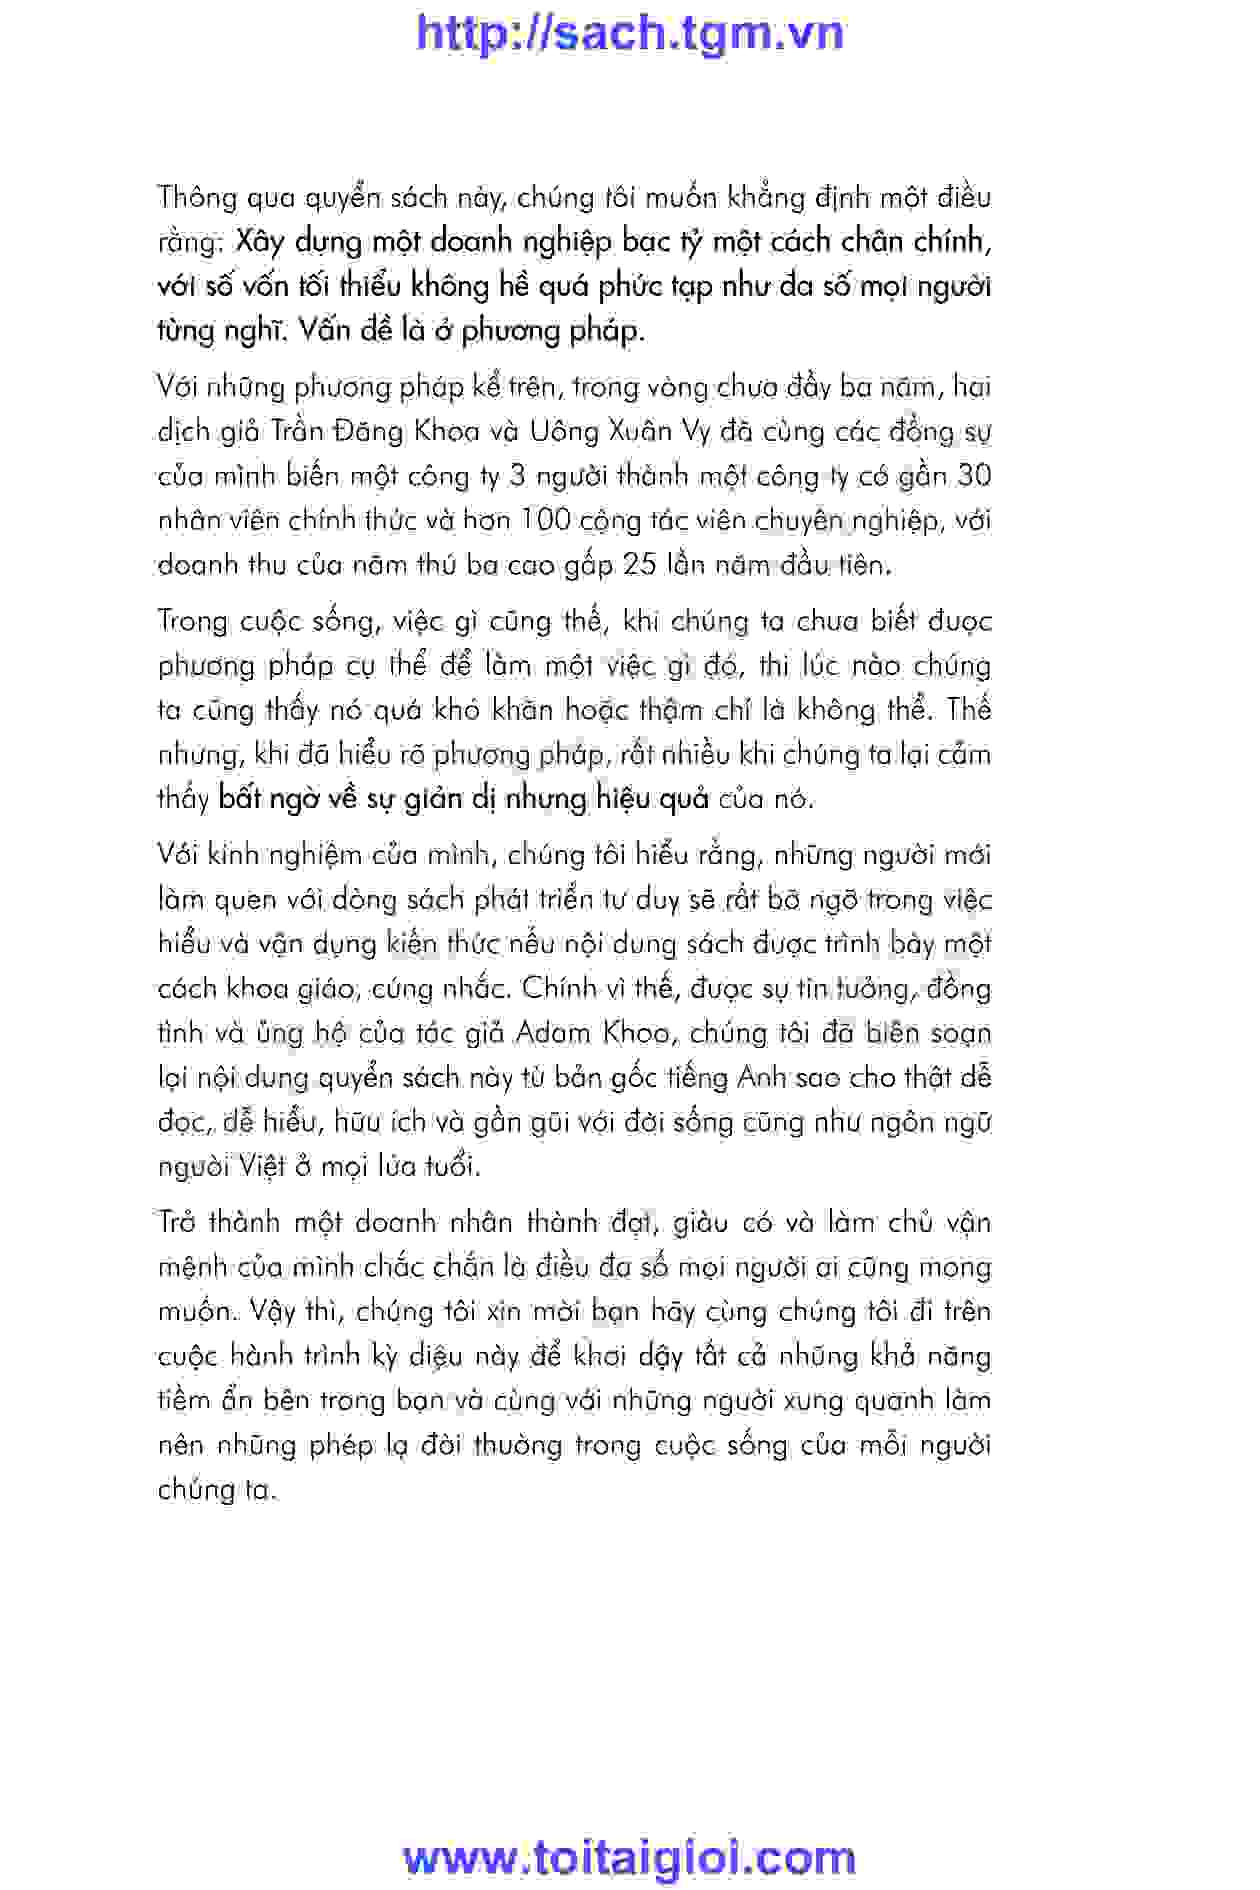 http://sach.tgm.vn
Thông qua quyển sách này, chúng tôi muốn khẳng định một điều
rằng: Xây dựng một doanh nghiệp bạc tỷ một cách chân chính,
với số vốn tối thiểu không hề quá phức tạp như đa số mọi người
từng nghĩ. Vấn đề là ở phương pháp.
Với những phương pháp kể trên, trong vòng chưa đầy ba năm, hai
dịch giả Trần Đăng Khoa và Uông Xuân Vy đã cùng các đồng sự
của mình biến một công ty 3 người thành một công ty có gần 30
nhân viên chính thức và hơn 100 cộng tác viên chuyên nghiệp, với
doanh thu của năm thứ ba cao gấp 25 lần năm đầu tiên.
Trong cuộc sống, việc gì cũng thế, khi chúng ta chưa biết được
phương pháp cụ thể để làm một việc gì đó, thì lúc nào chúng
ta cũng thấy nó quá khó khăn hoặc thậm chí là không thể. Thế
nhưng, khi đã hiểu rõ phương pháp, rất nhiều khi chúng ta lại cảm
thấy bất ngờ về sự giản dị nhưng hiệu quả của nó.
Với kinh nghiệm của mình, chúng tôi hiểu rằng, những người mới
làm quen với dòng sách phát triển tư duy sẽ rất bỡ ngỡ trong việc
hiểu và vận dụng kiến thức nếu nội dung sách được trình bày một
cách khoa giáo, cứng nhắc. Chính vì thế, được sự tin tưởng, đồng
tình và ủng hộ của tác giả Adam Khoo, chúng tôi đã biên soạn
lại nội dung quyển sách này từ bản gốc tiếng Anh sao cho thật dễ
đọc, dễ hiểu, hữu ích và gần gũi với đời sống cũng như ngôn ngữ
người Việt ở mọi lứa tuổi.
Trở thành một doanh nhân thành đạt, giàu có và làm chủ vận
mệnh của mình chắc chắn là điều đa số mọi người ai cũng mong
muốn. Vậy thì, chúng tôi xin mời bạn hãy cùng chúng tôi đi trên
cuộc hành trình kỳ diệu này để khơi dậy tất cả những khả năng
tiềm ẩn bên trong bạn và cùng với những người xung quanh làm
nên những phép lạ đời thường trong cuộc sống của mỗi người
chúng ta.
www.toitaigioi.com